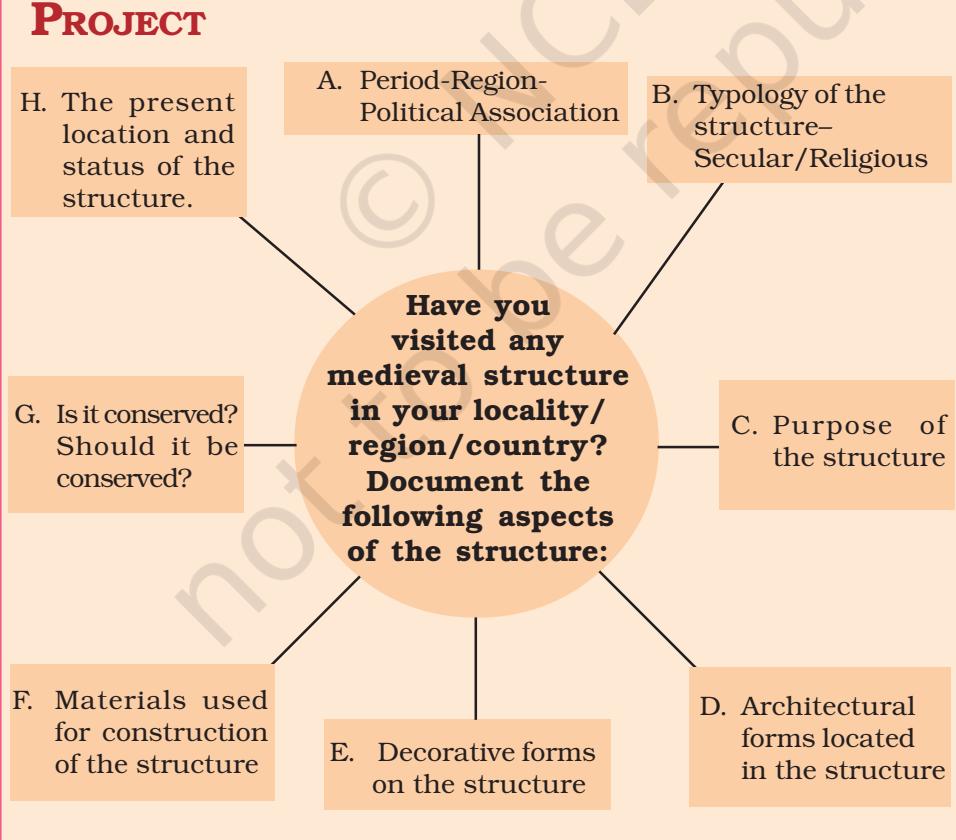 PROJECT
A. Period-Region-
Political Association
B. Typology of the
structure–
Secular/Religious
C. Purpose of
the structure
D. Architectural
forms located
in the structure
E. Decorative forms
on the structure
F. Materials used
for construction
of the structure
G. Is it conserved?
Should it be
conserved?
H. The present
location and
status of the
structure.
Have you
visited any
medieval structure
in your locality/
region/country?
Document the
following aspects
of the structure:
© NCE
not to be repu